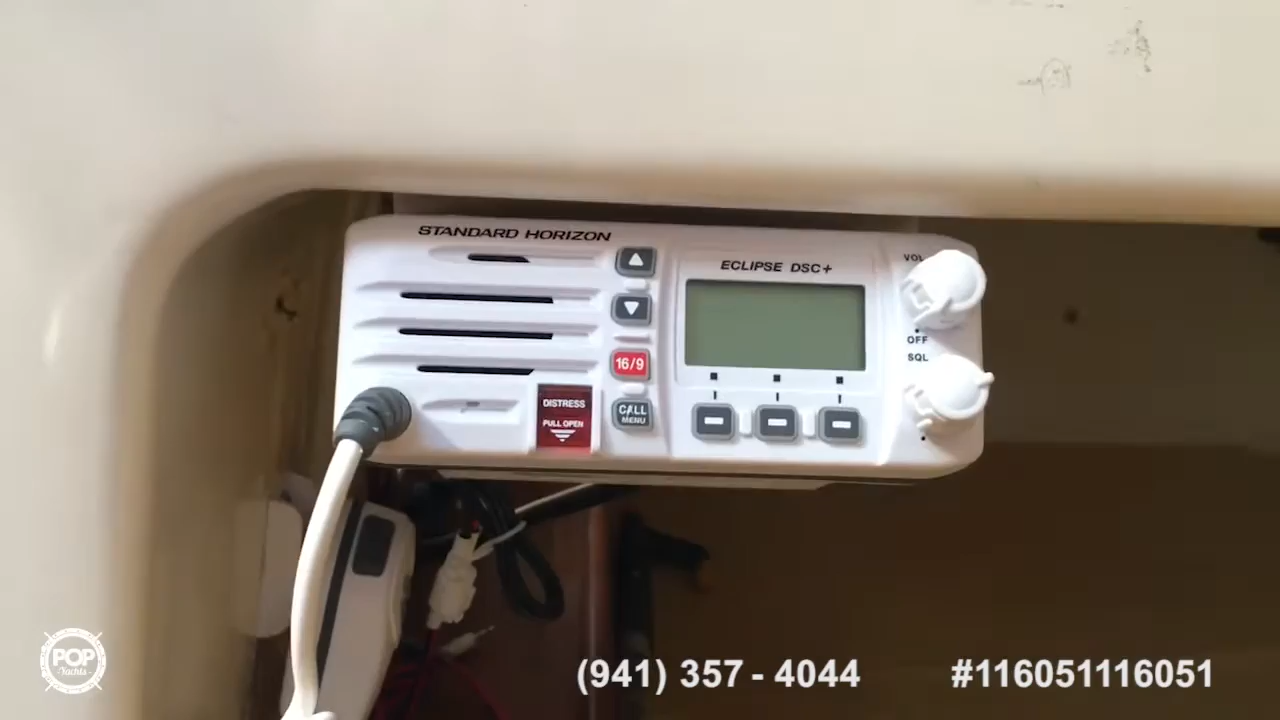 STANDARD HORIZON
ECLIPSE DSC+
VOL
OFF
SQL
16/9
DISTRESS
PULL OPEN
CALL
MENU
POP
Yachts
(941) 357 - 4044
#116051116051